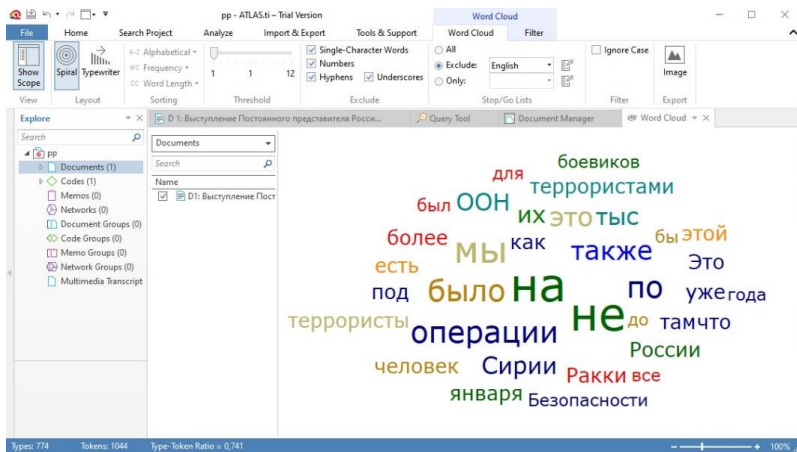 pp - ATLAS.ti – Trial Version
Word Cloud
File Home Search Project Analyze Import & Export Tools & Support Word Cloud Filter
Show Scope
Spiral Typewriter
A-Z Alphabetical
WC Frequency
CC Word Length
1 1 12
Single-Character Words
Numbers
Hyphens Underscores
All
Exclude: English
Only:
Ignore Case
Image
View Layout Sorting Threshold Exclude Stop/Go Lists Filter Export
Explore
Search
pp
Documents (1)
Codes (1)
Memos (0)
Networks (0)
Document Groups (0)
Code Groups (0)
Memo Groups (0)
Network Groups (0)
Multimedia Transcript
D 1: Выступление Постоянного представителя Росси...
Query Tool
Document Manager
Word Cloud
Documents
Search
Name
D1: Выступление Пост
для боевиков
террористами
был ООН их это тыс
более мы как также бы этой
есть Это
под было на по уже года
террористы операции не до там что
России
человек Сирии Ракки все
января Безопасности
Types: 774 Tokens: 1044 Type-Token Ratio = 0,741
100%